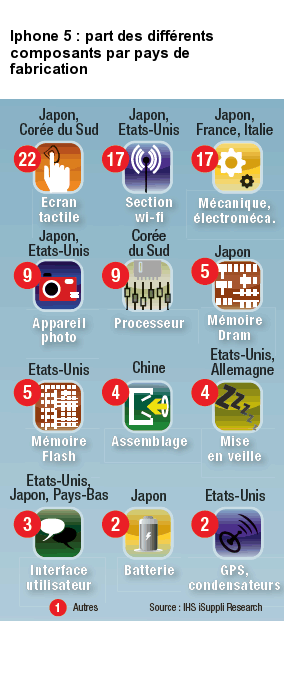 Iphone 5 : part des différents
composants par pays de
fabrication
Japon,
Corée du Sud
22
Ecran
tactile
Japon,
Etats-Unis
17
Section
wi-fi
Japon,
France, Italie
17
Mécanique,
électroméca.
Japon,
Etats-Unis
9
Appareil
photo
Corée
du Sud
9
Processeur
Japon
5
Mémoire
Dram
Etats-Unis
5
Mémoire
Flash
Chine
4
Assemblage
Etats-Unis,
Allemagne
4
ZZZZZ
Mise
en veille
Etats-Unis,
Japon, Pays-Bas
3
Interface
utilisateur
Japon
2
Batterie
Etats-Unis
2
GPS,
condensateurs
1 Autres
Source : IHS iSuppli Research